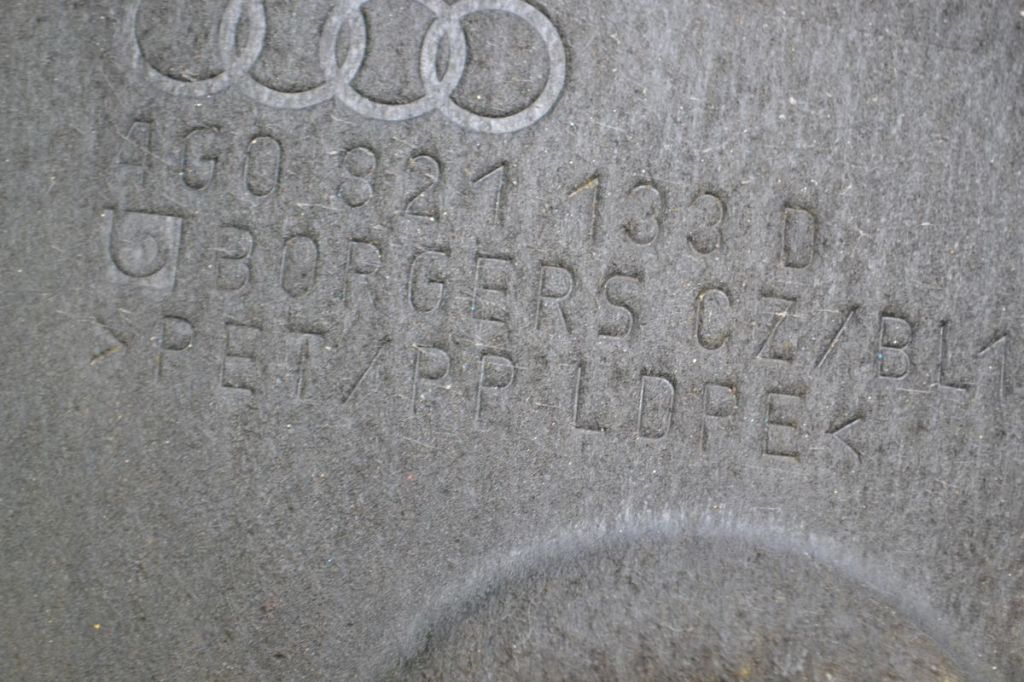 4G0 821 133 D
BORGERS CZ/BL1
>PET/PP LDPE<